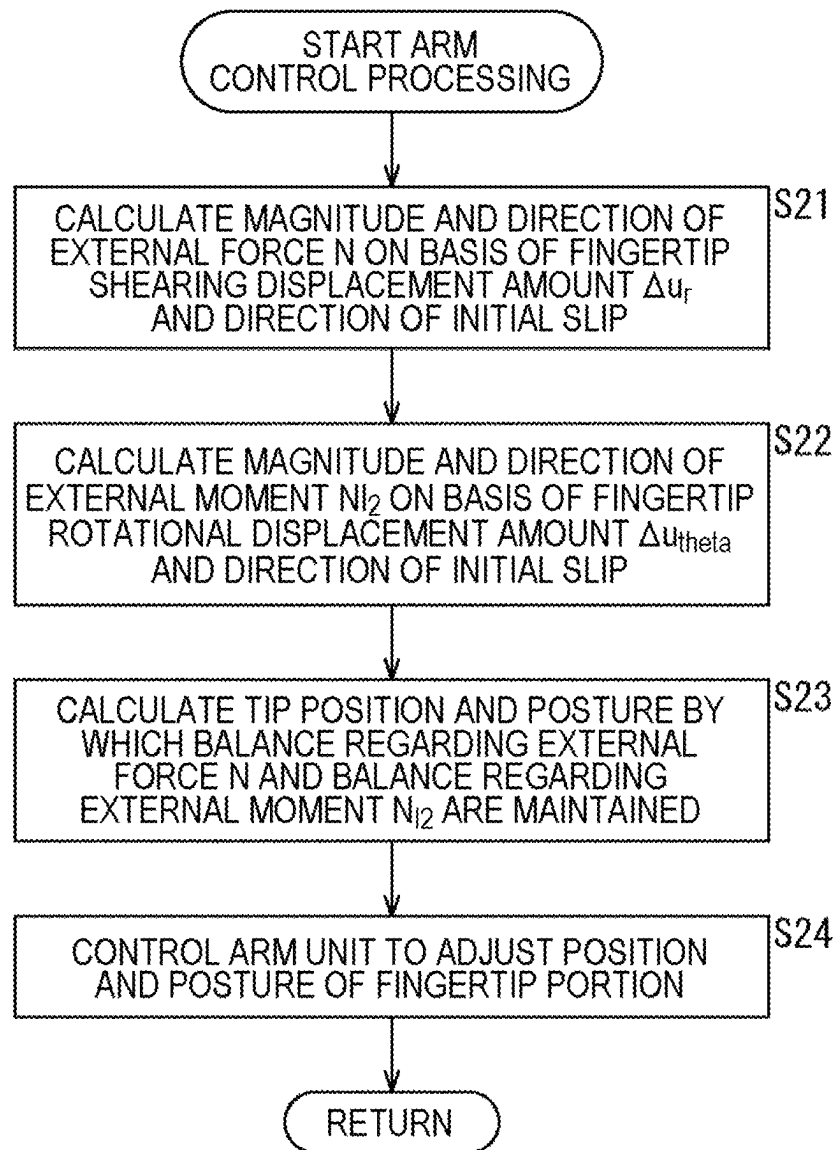 START ARM
CONTROL PROCESSING
S21
CALCULATE MAGNITUDE AND DIRECTION OF
EXTERNAL FORCE N ON BASIS OF FINGERTIP
SHEARING DISPLACEMENT AMOUNT Δuᵣ
AND DIRECTION OF INITIAL SLIP
S22
CALCULATE MAGNITUDE AND DIRECTION OF
EXTERNAL MOMENT Nl₂ ON BASIS OF FINGERTIP
ROTATIONAL DISPLACEMENT AMOUNT Δu_theta
AND DIRECTION OF INITIAL SLIP
S23
CALCULATE TIP POSITION AND POSTURE BY
WHICH BALANCE REGARDING EXTERNAL
FORCE N AND BALANCE REGARDING
EXTERNAL MOMENT N_l2 ARE MAINTAINED
S24
CONTROL ARM UNIT TO ADJUST POSITION
AND POSTURE OF FINGERTIP PORTION
RETURN